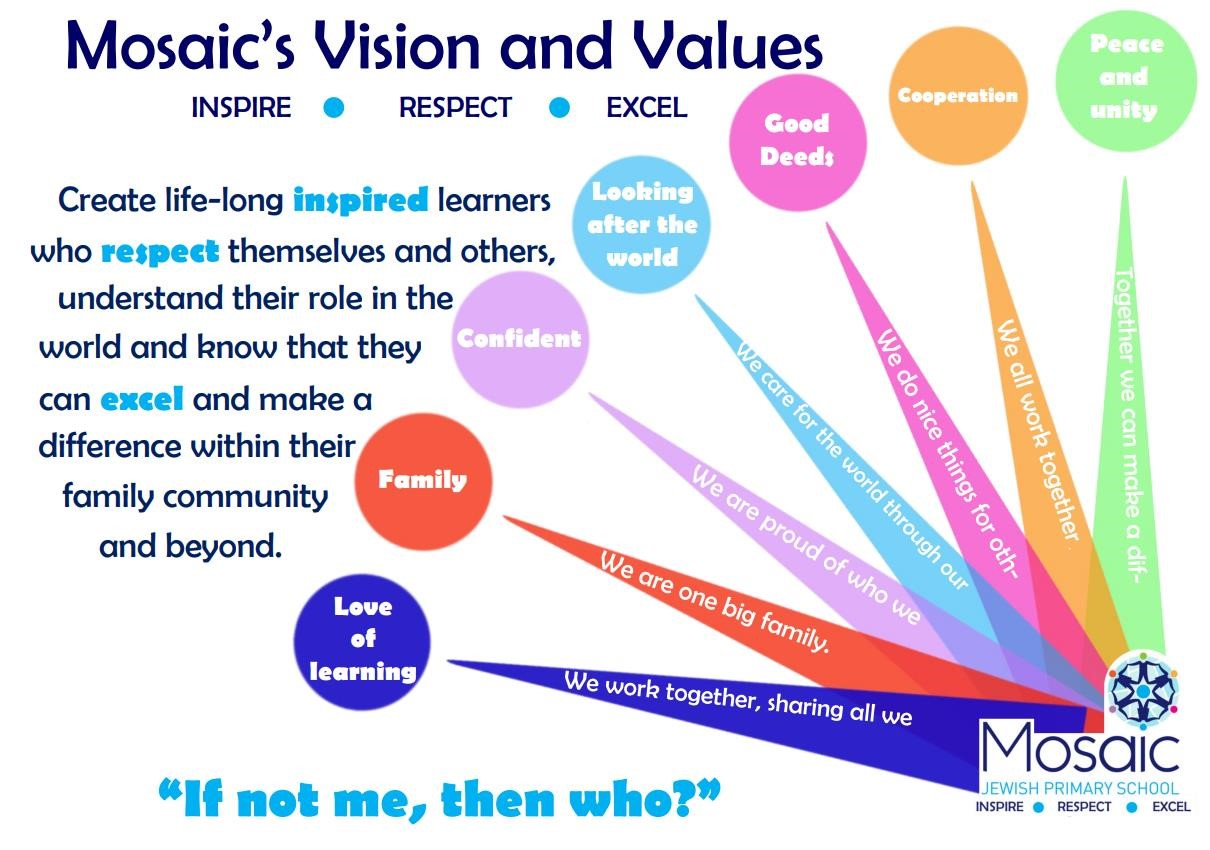 Mosaic's Vision and Values
INSPIRE ● RESPECT ● EXCEL
Create life-long inspired learners
who respect themselves and others,
understand their role in the
world and know that they
can excel and make a
difference within their
family community
and beyond.
Love
of
learning
We work together, sharing all we
Family
We are one big family.
Confident
We are proud of who we
Looking
after the
world
We care for the world through our
Good
Deeds
We do nice things for oth-
Cooperation
We all work together.
Peace
and
unity
Together we can make a dif-
“If not me, then who?”
Mosaic
JEWISH PRIMARY SCHOOL
INSPIRE ● RESPECT ● EXCEL